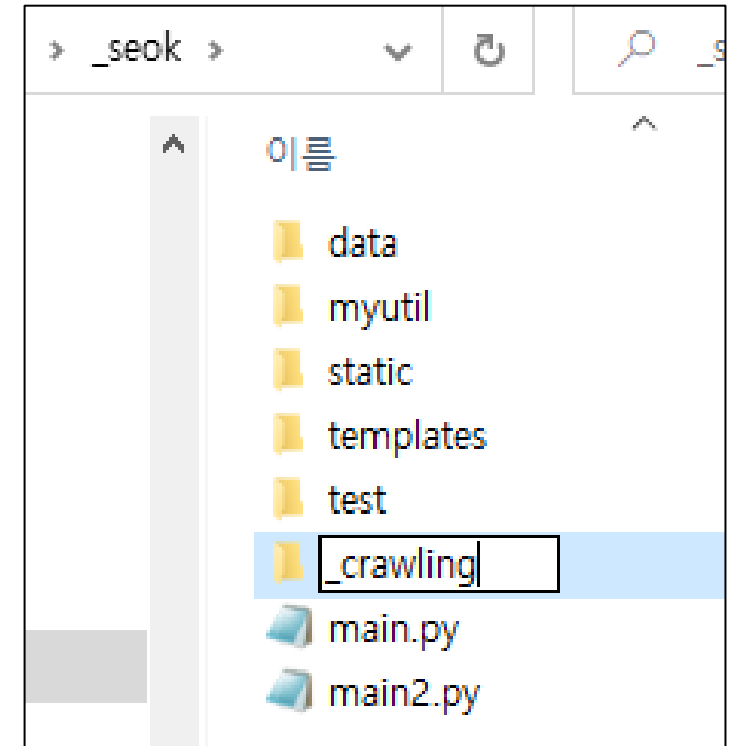 > _seok >
_s
이름
data
myutil
static
templates
test
_crawling
main.py
main2.py